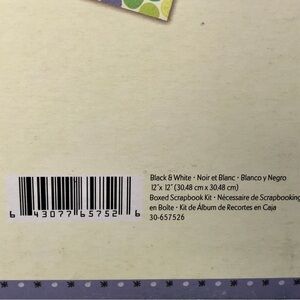 Black & White · Noir et Blanc · Blanco y Negro
12"x 12" (30.48 cm x 30.48 cm)
Boxed Scrapbook Kit · Nécessaire de Scrapbooking
en Boîte · Kit de Álbum de Recortes en Caja
30-657526
6 43077 65752 6